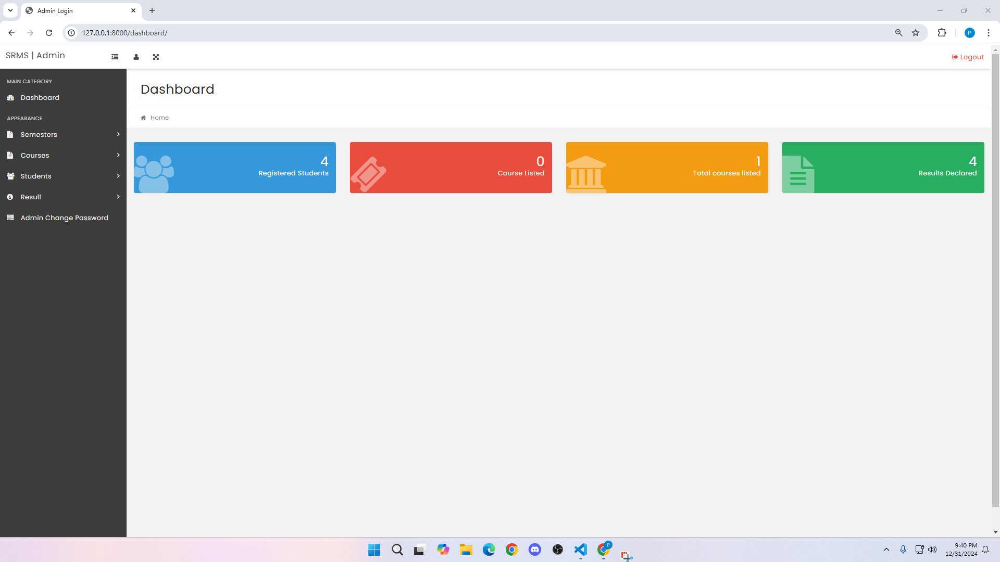 Admin Login
127.0.0.1:8000/dashboard/
P
SRMS | Admin
Logout
MAIN CATEGORY
Dashboard
APPEARANCE
Semesters
Courses
Students
Result
Admin Change Password
Dashboard
Home
4
Registered Students
0
Course Listed
1
Total courses listed
4
Results Declared
P
9:40 PM
12/31/2024